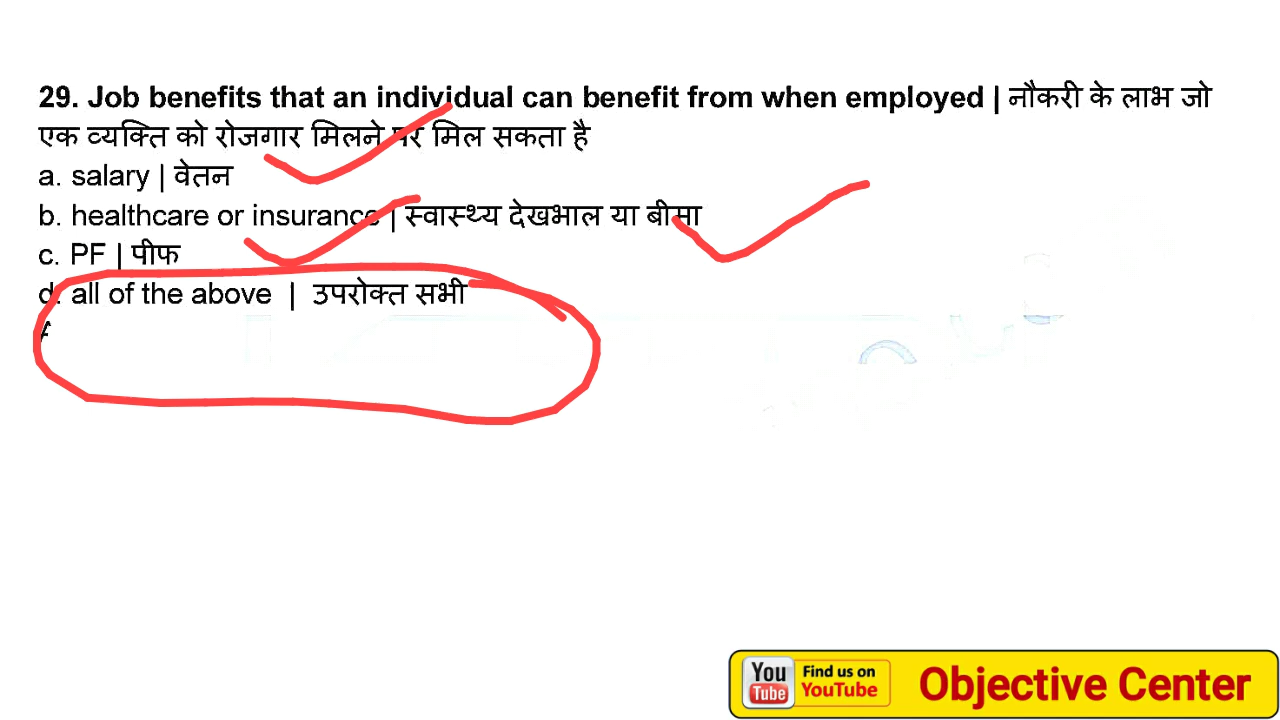 29. Job benefits that an individual can benefit from when employed | नौकरी के लाभ जो
एक व्यक्ति को रोजगार मिलने पर मिल सकता है
a. salary | वेतन
b. healthcare or insurance | स्वास्थ्य देखभाल या बीमा
c. PF | पीफ
d. all of the above | उपरोक्त सभी
You Tube
Find us on
YouTube
Objective Center